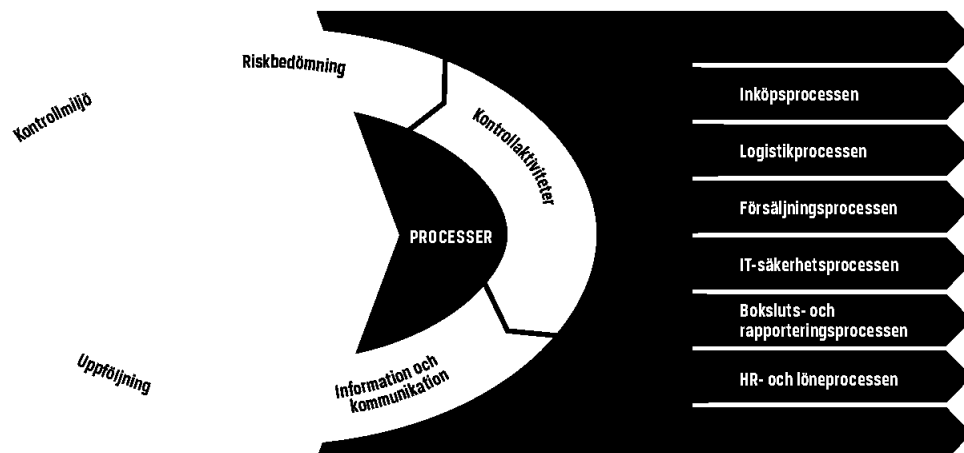 Riskbedömning
Kontrollmiljö
Kontrollaktiviteter
PROCESSER
Uppföljning
Information och
kommunikation
Inköpsprocessen
Logistikprocessen
Försäljningsprocessen
IT-säkerhetsprocessen
Boksluts- och
rapporteringsprocessen
HR- och löneprocessen